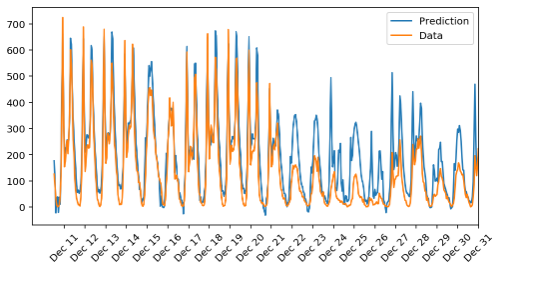 700
600
500
400
300
200
100
0
Prediction
Data
Dec 11
Dec 12
Dec 13
Dec 14
Dec 15
Dec 16
Dec 17
Dec 18
Dec 19
Dec 20
Dec 21
Dec 22
Dec 23
Dec 24
Dec 25
Dec 26
Dec 27
Dec 28
Dec 29
Dec 30
Dec 31